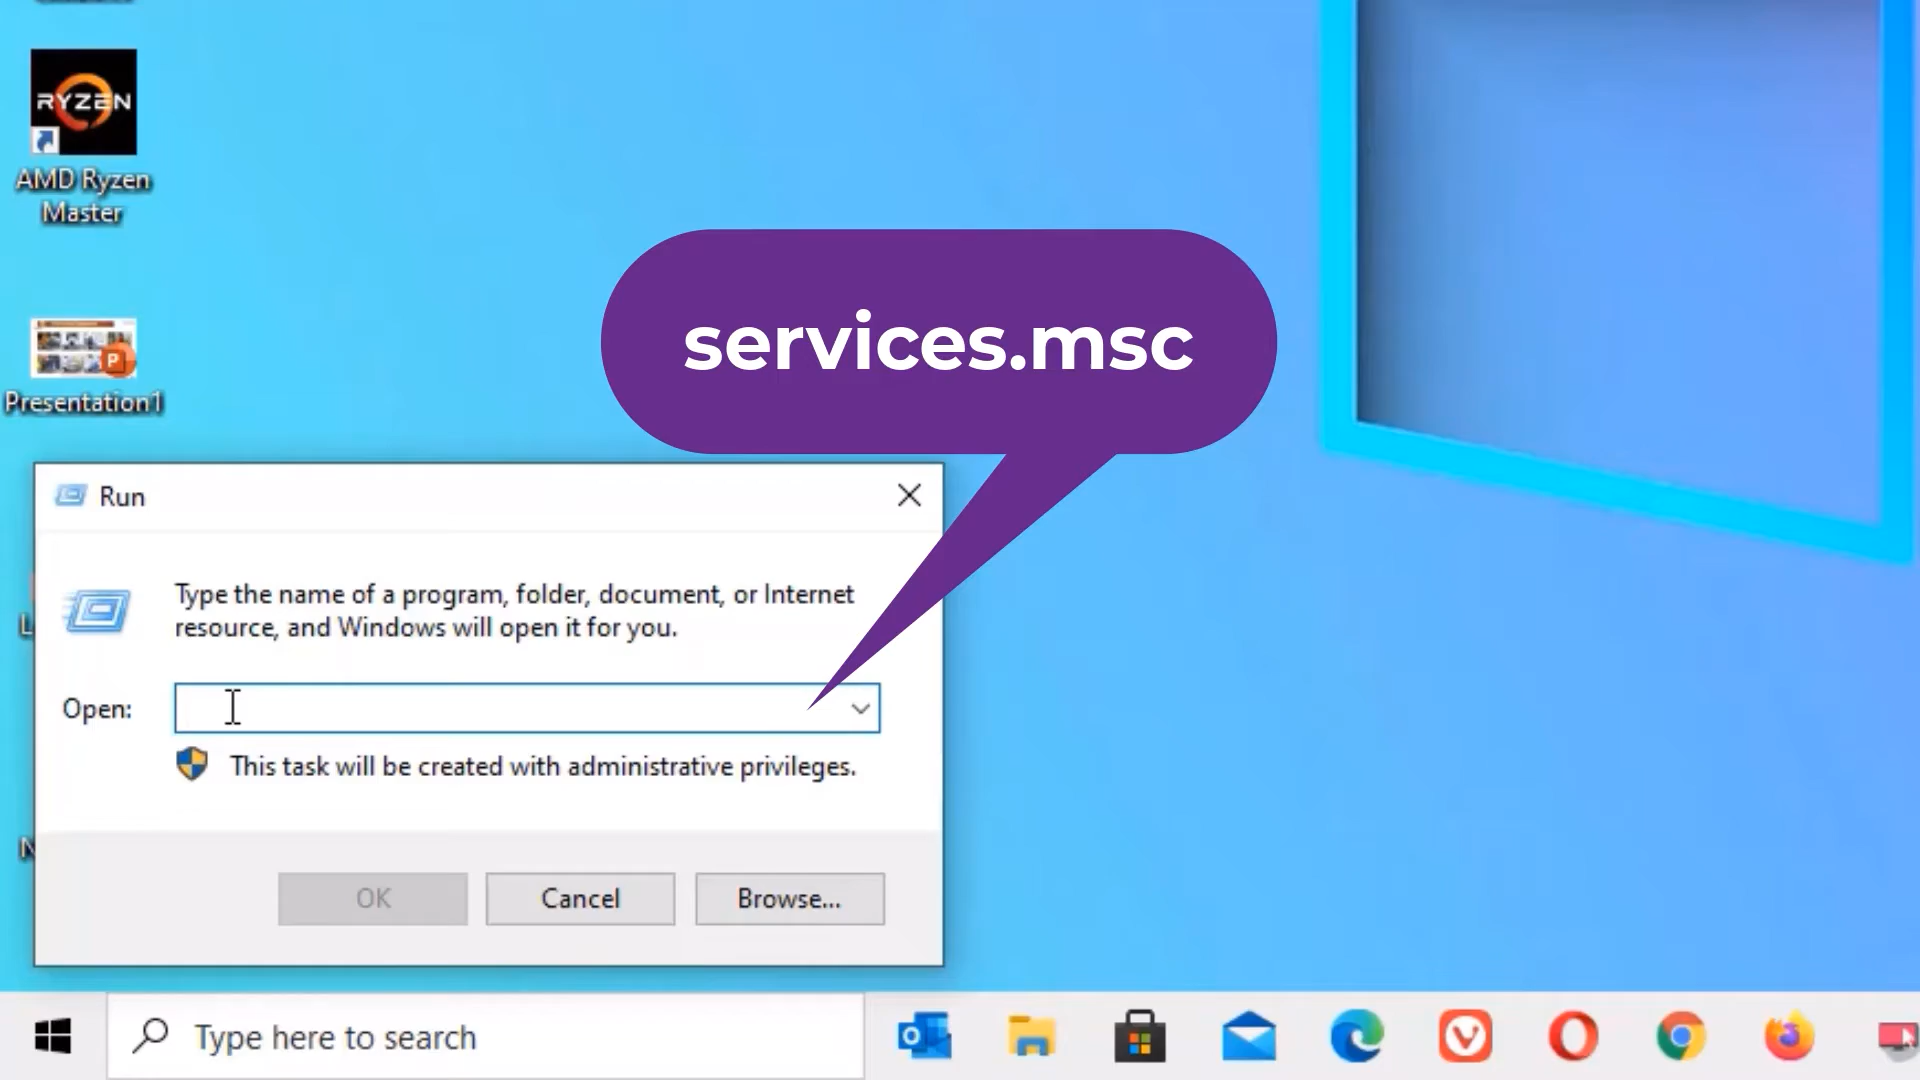 RYZEN
AMD Ryzen
Master
Presentation1
services.msc
Run
Type the name of a program, folder, document, or Internet
resource, and Windows will open it for you.
Open:
This task will be created with administrative privileges.
OK
Cancel
Browse...
Type here to search